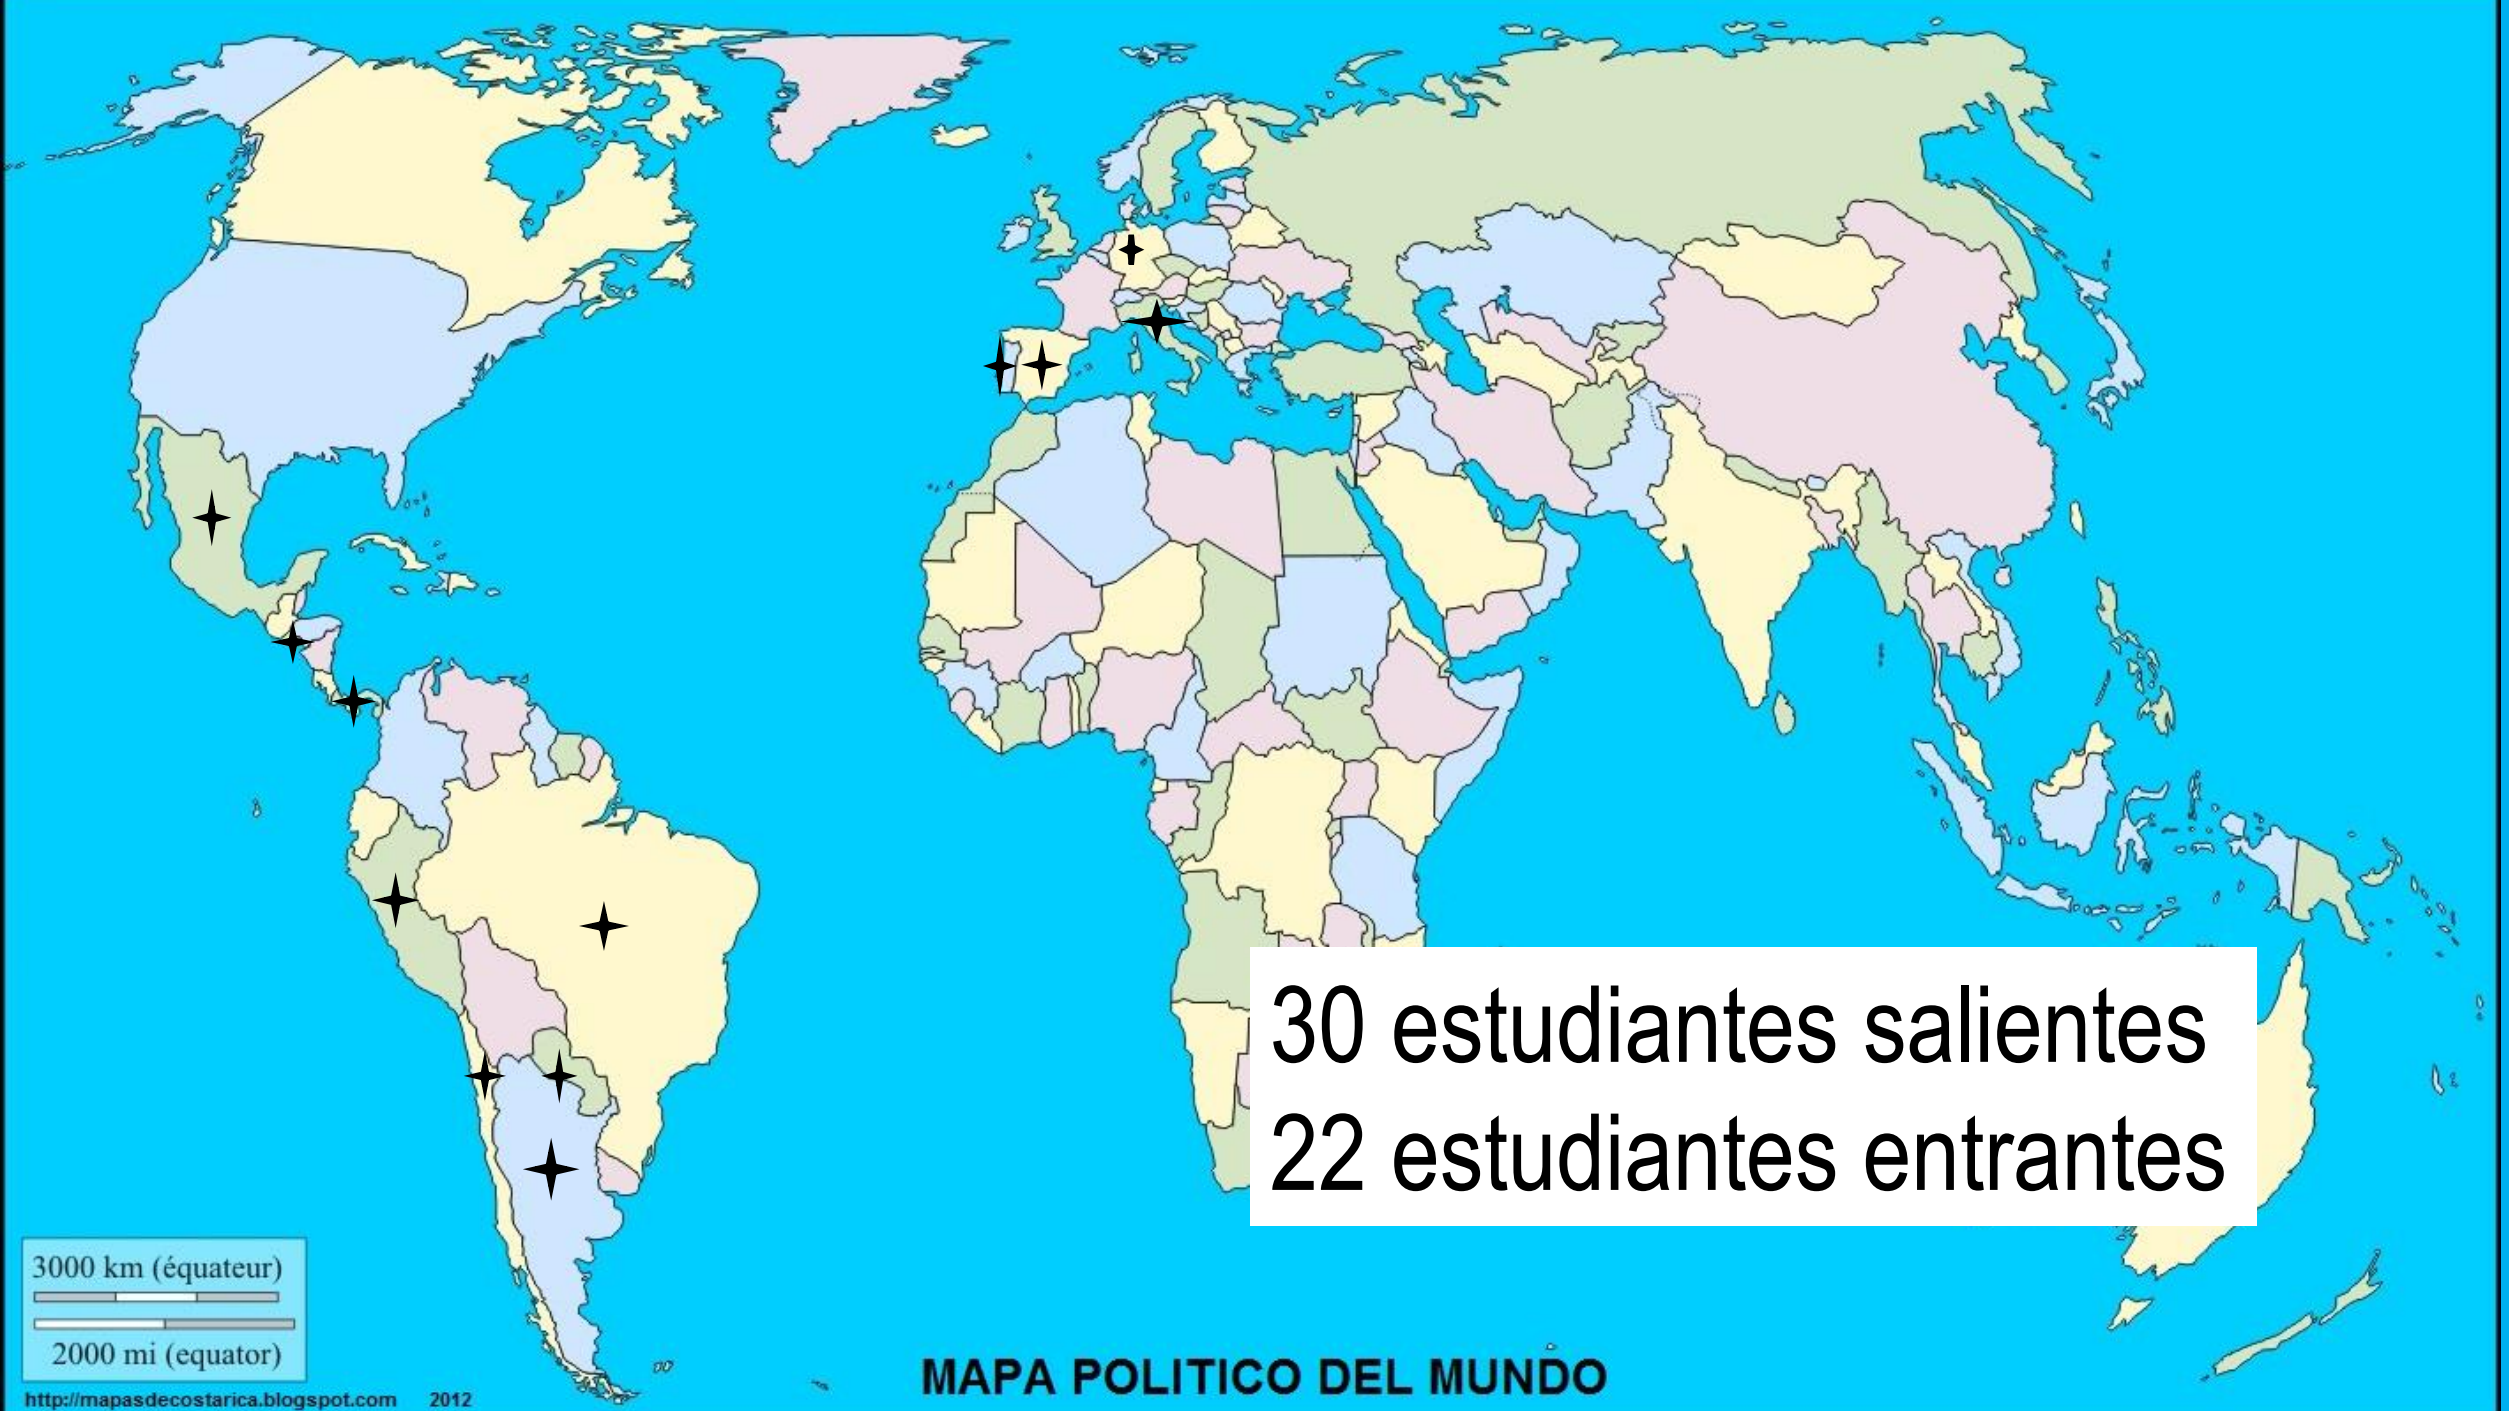 30 estudiantes salientes
22 estudiantes entrantes
3000 km (équateur)
2000 mi (equator)
MAPA POLITICO DEL MUNDO
http://mapasdecostarica.blogspot.com 2012